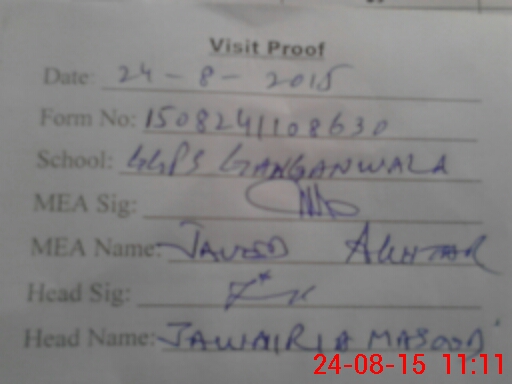 Visit Proof
Date: 24-8-2015
Form No: 1508241108630
School: GGPS GANGANWALA
MEA Sig:
MEA Name: JAVEED AKHTAR
Head Sig:
Head Name: JAWAIRIA MASOOD
24-08-15 11:11